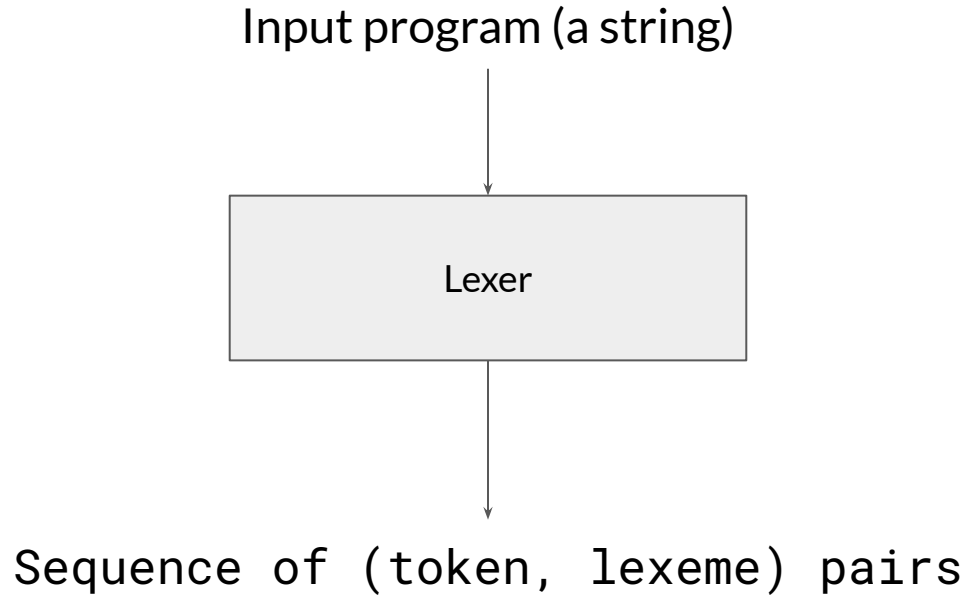 Input program (a string)
Lexer
Sequence of (token, lexeme) pairs